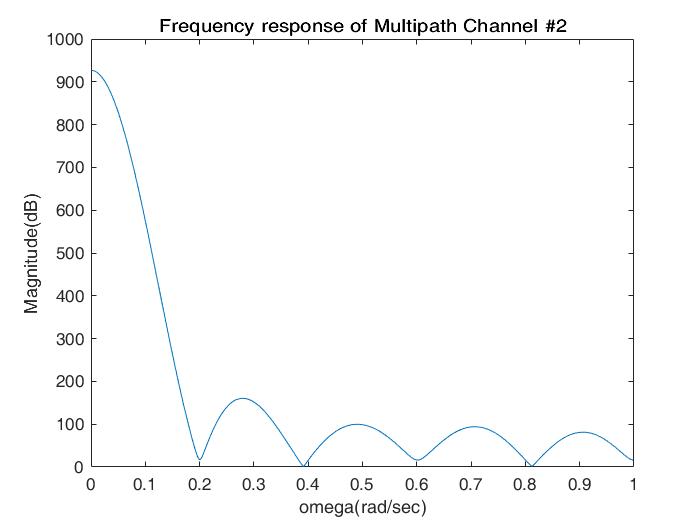 Frequency response of Multipath Channel #2
1000
900
800
700
600
500
400
300
200
100
0
Magnitude(dB)
0 0.1 0.2 0.3 0.4 0.5 0.6 0.7 0.8 0.9 1
omega(rad/sec)